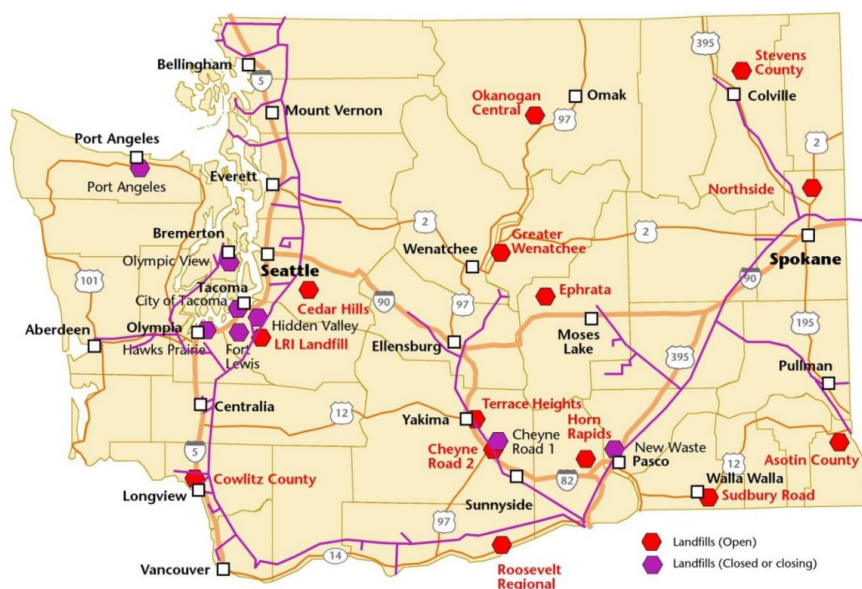 395
Stevens
County
Bellingham
5
Okanogan
Central
Omak
Colville
97
Mount Vernon
Port Angeles
Port Angeles
2
Northside
Everett
Bremerton
2
Greater
Wenatchee
2
Wenatchee
Olympic View
Seattle
Spokane
101
Tacoma
City of Tacoma
Cedar Hills
90
97
Ephrata
90
Aberdeen
Olympia
Hidden Valley
Moses
Lake
195
Hawks Prairie
Fort
Lewis
LRI Landfill
Ellensburg
395
Pullman
Centralia
12
Yakima
Terrace Heights
Horn
Rapids
Cheyne
Road 1
New Waste
5
Cheyne
Road 2
Pasco
12
Asotin County
Cowlitz County
82
Walla Walla
Longview
Sunnyside
Sudbury Road
97
Landfills (Open)
14
Landfills (Closed or closing)
Vancouver
Roosevelt
Regional